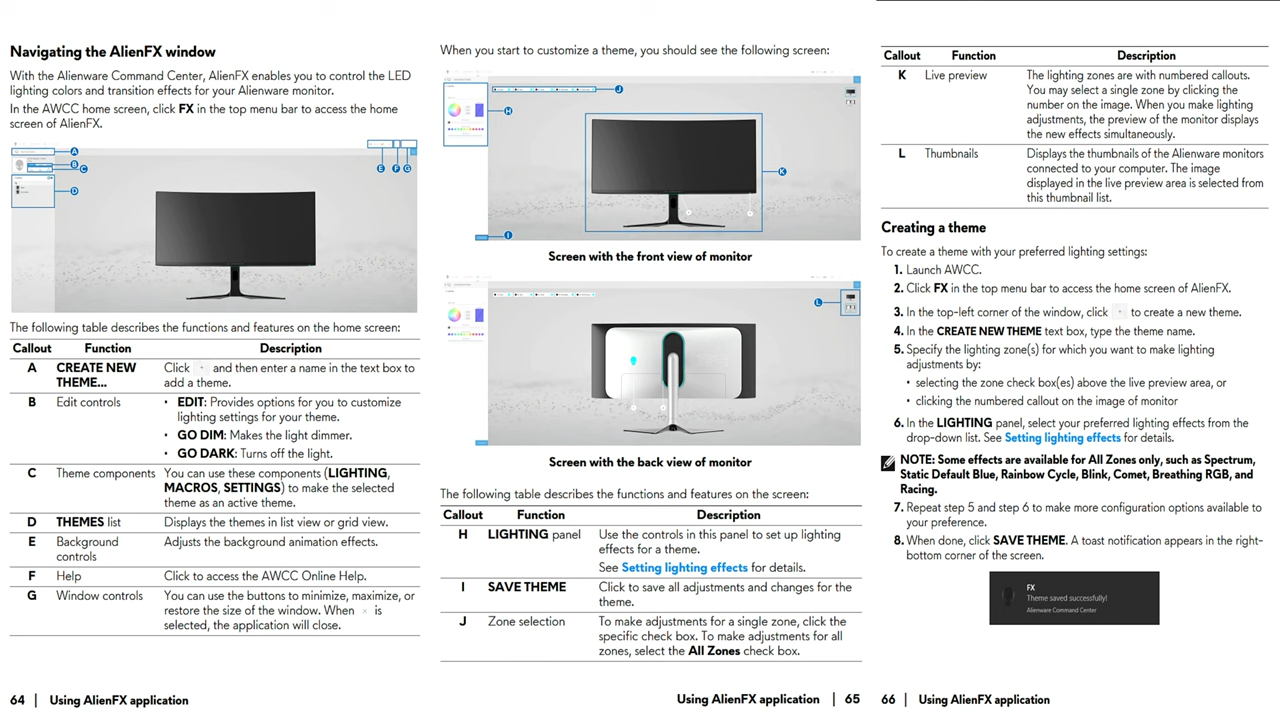 Navigating the AlienFX window
With the Alienware Command Center, AlienFX enables you to control the LED
lighting colors and transition effects for your Alienware monitor.
In the AWCC home screen, click FX in the top menu bar to access the home
screen of AlienFX.
A
B
C
D
E
F
G
The following table describes the functions and features on the home screen:
Callout Function Description
A CREATE NEW Click + and then enter a name in the text box to
THEME... add a theme.
B Edit controls • EDIT: Provides options for you to customize
lighting settings for your theme.
• GO DIM: Makes the light dimmer.
• GO DARK: Turns off the light.
C Theme components You can use these components (LIGHTING,
MACROS, SETTINGS) to make the selected
theme as an active theme.
D THEMES list Displays the themes in list view or grid view.
E Background Adjusts the background animation effects.
controls
F Help Click to access the AWCC Online Help.
G Window controls You can use the buttons to minimize, maximize, or
restore the size of the window. When × is
selected, the application will close.
64 | Using AlienFX application
When you start to customize a theme, you should see the following screen:
H
J
K
I
Screen with the front view of monitor
L
Screen with the back view of monitor
The following table describes the functions and features on the screen:
Callout Function Description
H LIGHTING panel Use the controls in this panel to set up lighting
effects for a theme.
See Setting lighting effects for details.
I SAVE THEME Click to save all adjustments and changes for the
theme.
J Zone selection To make adjustments for a single zone, click the
specific check box. To make adjustments for all
zones, select the All Zones check box.
Using AlienFX application | 65
Callout Function Description
K Live preview The lighting zones are with numbered callouts.
You may select a single zone by clicking the
number on the image. When you make lighting
adjustments, the preview of the monitor displays
the new effects simultaneously.
L Thumbnails Displays the thumbnails of the Alienware monitors
connected to your computer. The image
displayed in the live preview area is selected from
this thumbnail list.
Creating a theme
To create a theme with your preferred lighting settings:
1. Launch AWCC.
2. Click FX in the top menu bar to access the home screen of AlienFX.
3. In the top-left corner of the window, click + to create a new theme.
4. In the CREATE NEW THEME text box, type the theme name.
5. Specify the lighting zone(s) for which you want to make lighting
adjustments by:
• selecting the zone check box(es) above the live preview area, or
• clicking the numbered callout on the image of monitor
6. In the LIGHTING panel, select your preferred lighting effects from the
drop-down list. See Setting lighting effects for details.
NOTE: Some effects are available for All Zones only, such as Spectrum,
Static Default Blue, Rainbow Cycle, Blink, Comet, Breathing RGB, and
Racing.
7. Repeat step 5 and step 6 to make more configuration options available to
your preference.
8. When done, click SAVE THEME. A toast notification appears in the right-
bottom corner of the screen.
FX
Theme saved successfully!
Alienware Command Center
66 | Using AlienFX application